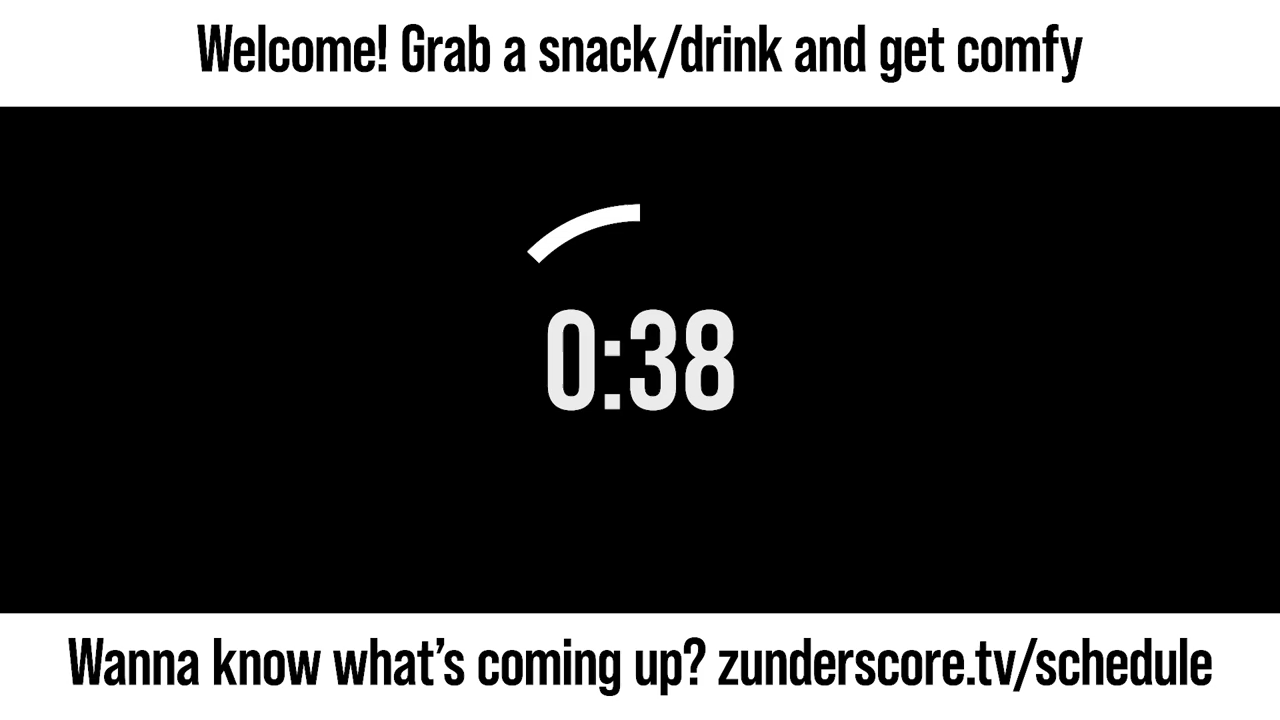 Welcome! Grab a snack/drink and get comfy
0:38
Wanna know what’s coming up? zunderscore.tv/schedule